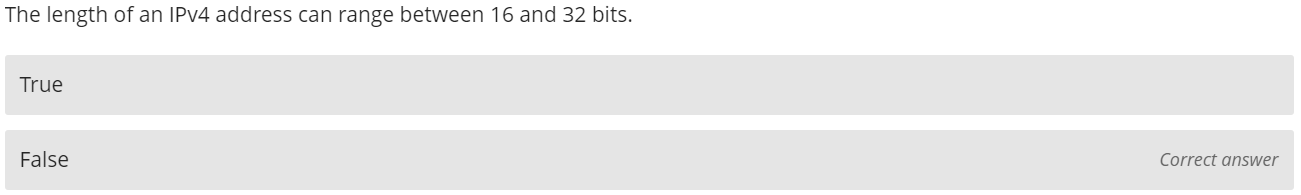 The length of an IPv4 address can range between 16 and 32 bits.
True
False Correct answer